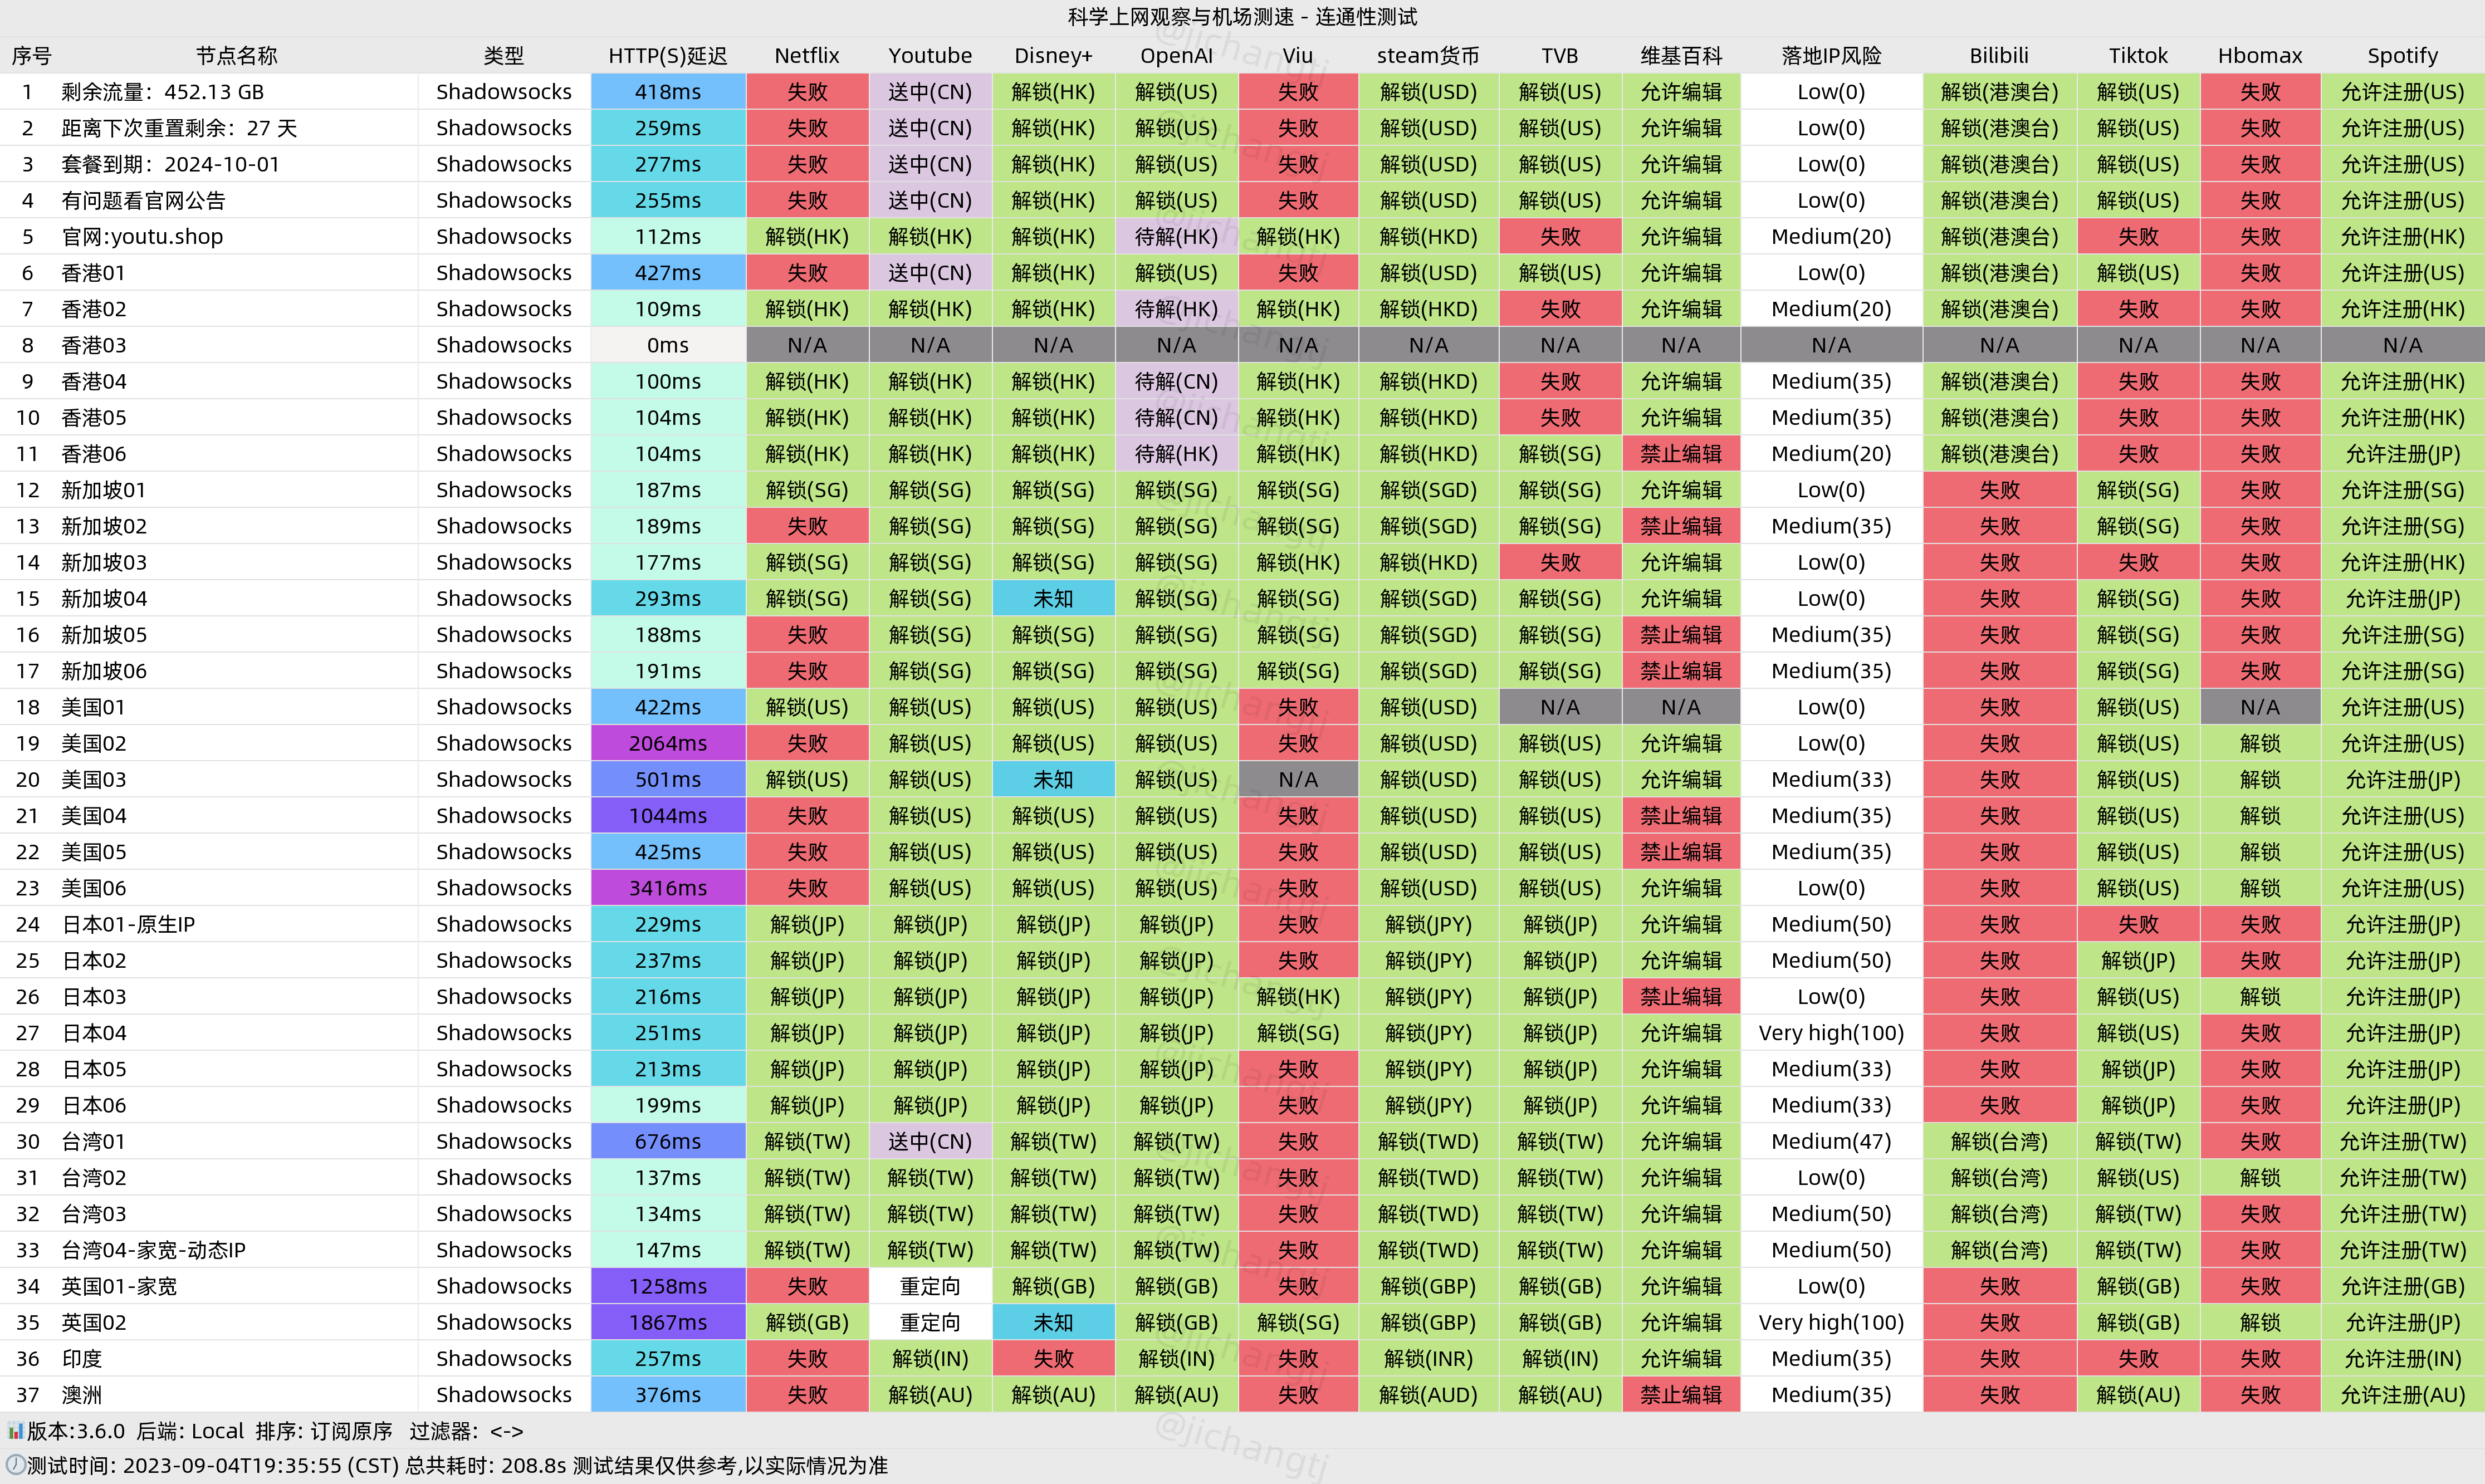 科学上网观察与机场测速 - 连通性测试
序号 节点名称 类型 HTTP(S)延迟 Netflix Youtube Disney+ OpenAI Viu steam货币 TVB 维基百科 落地IP风险 Bilibili Tiktok Hbomax Spotify
1 剩余流量：452.13 GB Shadowsocks 418ms 失败 送中(CN) 解锁(HK) 解锁(US) 失败 解锁(USD) 解锁(US) 允许编辑 Low(0) 解锁(港澳台) 解锁(US) 失败 允许注册(US)
2 距离下次重置剩余：27 天 Shadowsocks 259ms 失败 送中(CN) 解锁(HK) 解锁(US) 失败 解锁(USD) 解锁(US) 允许编辑 Low(0) 解锁(港澳台) 解锁(US) 失败 允许注册(US)
3 套餐到期：2024-10-01 Shadowsocks 277ms 失败 送中(CN) 解锁(HK) 解锁(US) 失败 解锁(USD) 解锁(US) 允许编辑 Low(0) 解锁(港澳台) 解锁(US) 失败 允许注册(US)
4 有问题看官网公告 Shadowsocks 255ms 失败 送中(CN) 解锁(HK) 解锁(US) 失败 解锁(USD) 解锁(US) 允许编辑 Low(0) 解锁(港澳台) 解锁(US) 失败 允许注册(US)
5 官网:youtu.shop Shadowsocks 112ms 解锁(HK) 解锁(HK) 解锁(HK) 待解(HK) 解锁(HK) 解锁(HKD) 失败 允许编辑 Medium(20) 解锁(港澳台) 失败 失败 允许注册(HK)
6 香港01 Shadowsocks 427ms 失败 送中(CN) 解锁(HK) 解锁(US) 失败 解锁(USD) 解锁(US) 允许编辑 Low(0) 解锁(港澳台) 解锁(US) 失败 允许注册(US)
7 香港02 Shadowsocks 109ms 解锁(HK) 解锁(HK) 解锁(HK) 待解(HK) 解锁(HK) 解锁(HKD) 失败 允许编辑 Medium(20) 解锁(港澳台) 失败 失败 允许注册(HK)
8 香港03 Shadowsocks 0ms N/A N/A N/A N/A N/A N/A N/A N/A N/A N/A N/A N/A N/A
9 香港04 Shadowsocks 100ms 解锁(HK) 解锁(HK) 解锁(HK) 待解(CN) 解锁(HK) 解锁(HKD) 失败 允许编辑 Medium(35) 解锁(港澳台) 失败 失败 允许注册(HK)
10 香港05 Shadowsocks 104ms 解锁(HK) 解锁(HK) 解锁(HK) 待解(CN) 解锁(HK) 解锁(HKD) 失败 允许编辑 Medium(35) 解锁(港澳台) 失败 失败 允许注册(HK)
11 香港06 Shadowsocks 104ms 解锁(HK) 解锁(HK) 解锁(HK) 待解(HK) 解锁(HK) 解锁(HKD) 解锁(SG) 禁止编辑 Medium(20) 解锁(港澳台) 失败 失败 允许注册(JP)
12 新加坡01 Shadowsocks 187ms 解锁(SG) 解锁(SG) 解锁(SG) 解锁(SG) 解锁(SG) 解锁(SGD) 解锁(SG) 允许编辑 Low(0) 失败 解锁(SG) 失败 允许注册(SG)
13 新加坡02 Shadowsocks 189ms 失败 解锁(SG) 解锁(SG) 解锁(SG) 解锁(SG) 解锁(SGD) 解锁(SG) 禁止编辑 Medium(35) 失败 解锁(SG) 失败 允许注册(SG)
14 新加坡03 Shadowsocks 177ms 解锁(SG) 解锁(SG) 解锁(SG) 解锁(SG) 解锁(HK) 解锁(HKD) 失败 允许编辑 Low(0) 失败 失败 失败 允许注册(HK)
15 新加坡04 Shadowsocks 293ms 解锁(SG) 解锁(SG) 未知 解锁(SG) 解锁(SG) 解锁(SGD) 解锁(SG) 允许编辑 Low(0) 失败 解锁(SG) 失败 允许注册(JP)
16 新加坡05 Shadowsocks 188ms 失败 解锁(SG) 解锁(SG) 解锁(SG) 解锁(SG) 解锁(SGD) 解锁(SG) 禁止编辑 Medium(35) 失败 解锁(SG) 失败 允许注册(SG)
17 新加坡06 Shadowsocks 191ms 失败 解锁(SG) 解锁(SG) 解锁(SG) 解锁(SG) 解锁(SGD) 解锁(SG) 禁止编辑 Medium(35) 失败 解锁(SG) 失败 允许注册(SG)
18 美国01 Shadowsocks 422ms 解锁(US) 解锁(US) 解锁(US) 解锁(US) 失败 解锁(USD) N/A N/A Low(0) 失败 解锁(US) N/A 允许注册(US)
19 美国02 Shadowsocks 2064ms 失败 解锁(US) 解锁(US) 解锁(US) 失败 解锁(USD) 解锁(US) 允许编辑 Low(0) 失败 解锁(US) 解锁 允许注册(US)
20 美国03 Shadowsocks 501ms 解锁(US) 解锁(US) 未知 解锁(US) N/A 解锁(USD) 解锁(US) 允许编辑 Medium(33) 失败 解锁(US) 解锁 允许注册(JP)
21 美国04 Shadowsocks 1044ms 失败 解锁(US) 解锁(US) 解锁(US) 失败 解锁(USD) 解锁(US) 禁止编辑 Medium(35) 失败 解锁(US) 解锁 允许注册(US)
22 美国05 Shadowsocks 425ms 失败 解锁(US) 解锁(US) 解锁(US) 失败 解锁(USD) 解锁(US) 禁止编辑 Medium(35) 失败 解锁(US) 解锁 允许注册(US)
23 美国06 Shadowsocks 3416ms 失败 解锁(US) 解锁(US) 解锁(US) 失败 解锁(USD) 解锁(US) 允许编辑 Low(0) 失败 解锁(US) 解锁 允许注册(US)
24 日本01-原生IP Shadowsocks 229ms 解锁(JP) 解锁(JP) 解锁(JP) 解锁(JP) 失败 解锁(JPY) 解锁(JP) 允许编辑 Medium(50) 失败 失败 失败 允许注册(JP)
25 日本02 Shadowsocks 237ms 解锁(JP) 解锁(JP) 解锁(JP) 解锁(JP) 失败 解锁(JPY) 解锁(JP) 允许编辑 Medium(50) 失败 解锁(JP) 失败 允许注册(JP)
26 日本03 Shadowsocks 216ms 解锁(JP) 解锁(JP) 解锁(JP) 解锁(JP) 解锁(HK) 解锁(JPY) 解锁(JP) 禁止编辑 Low(0) 失败 解锁(US) 解锁 允许注册(JP)
27 日本04 Shadowsocks 251ms 解锁(JP) 解锁(JP) 解锁(JP) 解锁(JP) 解锁(SG) 解锁(JPY) 解锁(JP) 允许编辑 Very high(100) 失败 解锁(US) 失败 允许注册(JP)
28 日本05 Shadowsocks 213ms 解锁(JP) 解锁(JP) 解锁(JP) 解锁(JP) 失败 解锁(JPY) 解锁(JP) 允许编辑 Medium(33) 失败 解锁(JP) 失败 允许注册(JP)
29 日本06 Shadowsocks 199ms 解锁(JP) 解锁(JP) 解锁(JP) 解锁(JP) 失败 解锁(JPY) 解锁(JP) 允许编辑 Medium(33) 失败 解锁(JP) 失败 允许注册(JP)
30 台湾01 Shadowsocks 676ms 解锁(TW) 送中(CN) 解锁(TW) 解锁(TW) 失败 解锁(TWD) 解锁(TW) 允许编辑 Medium(47) 解锁(台湾) 解锁(TW) 失败 允许注册(TW)
31 台湾02 Shadowsocks 137ms 解锁(TW) 解锁(TW) 解锁(TW) 解锁(TW) 失败 解锁(TWD) 解锁(TW) 允许编辑 Low(0) 解锁(台湾) 解锁(US) 解锁 允许注册(TW)
32 台湾03 Shadowsocks 134ms 解锁(TW) 解锁(TW) 解锁(TW) 解锁(TW) 失败 解锁(TWD) 解锁(TW) 允许编辑 Medium(50) 解锁(台湾) 解锁(TW) 失败 允许注册(TW)
33 台湾04-家宽-动态IP Shadowsocks 147ms 解锁(TW) 解锁(TW) 解锁(TW) 解锁(TW) 失败 解锁(TWD) 解锁(TW) 允许编辑 Medium(50) 解锁(台湾) 解锁(TW) 失败 允许注册(TW)
34 英国01-家宽 Shadowsocks 1258ms 失败 重定向 解锁(GB) 解锁(GB) 失败 解锁(GBP) 解锁(GB) 允许编辑 Low(0) 失败 解锁(GB) 失败 允许注册(GB)
35 英国02 Shadowsocks 1867ms 解锁(GB) 重定向 未知 解锁(GB) 解锁(SG) 解锁(GBP) 解锁(GB) 允许编辑 Very high(100) 失败 解锁(GB) 解锁 允许注册(JP)
36 印度 Shadowsocks 257ms 失败 解锁(IN) 失败 解锁(IN) 失败 解锁(INR) 解锁(IN) 允许编辑 Medium(35) 失败 失败 失败 允许注册(IN)
37 澳洲 Shadowsocks 376ms 失败 解锁(AU) 解锁(AU) 解锁(AU) 失败 解锁(AUD) 解锁(AU) 禁止编辑 Medium(35) 失败 解锁(AU) 失败 允许注册(AU)
版本:3.6.0 后端: Local 排序: 订阅原序 过滤器: <->
测试时间: 2023-09-04T19:35:55 (CST) 总共耗时: 208.8s 测试结果仅供参考,以实际情况为准
@jichangtj